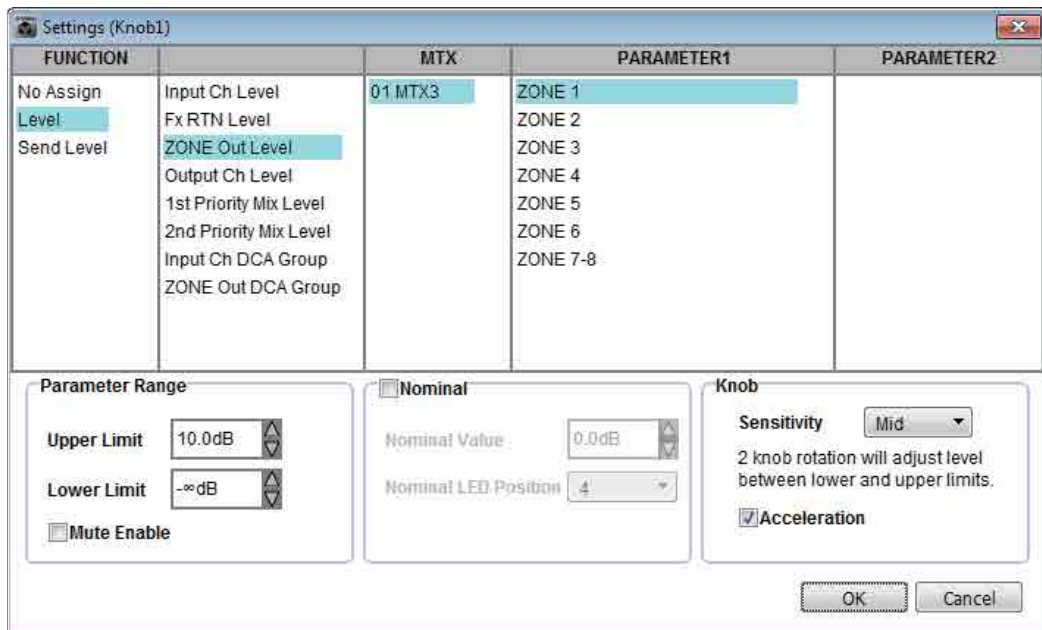 Settings (Knob1)
FUNCTION MTX PARAMETER1 PARAMETER2
No Assign Input Ch Level 01 MTX3 ZONE 1
Level Fx RTN Level ZONE 2
Send Level ZONE Out Level ZONE 3
Output Ch Level ZONE 4
1st Priority Mix Level ZONE 5
2nd Priority Mix Level ZONE 6
Input Ch DCA Group ZONE 7-8
ZONE Out DCA Group
Parameter Range
Upper Limit 10.0dB
Lower Limit -∞dB
Mute Enable
Nominal
Nominal Value 0.0dB
Nominal LED Position 4
Knob
Sensitivity Mid
2 knob rotation will adjust level
between lower and upper limits.
Acceleration
OK Cancel